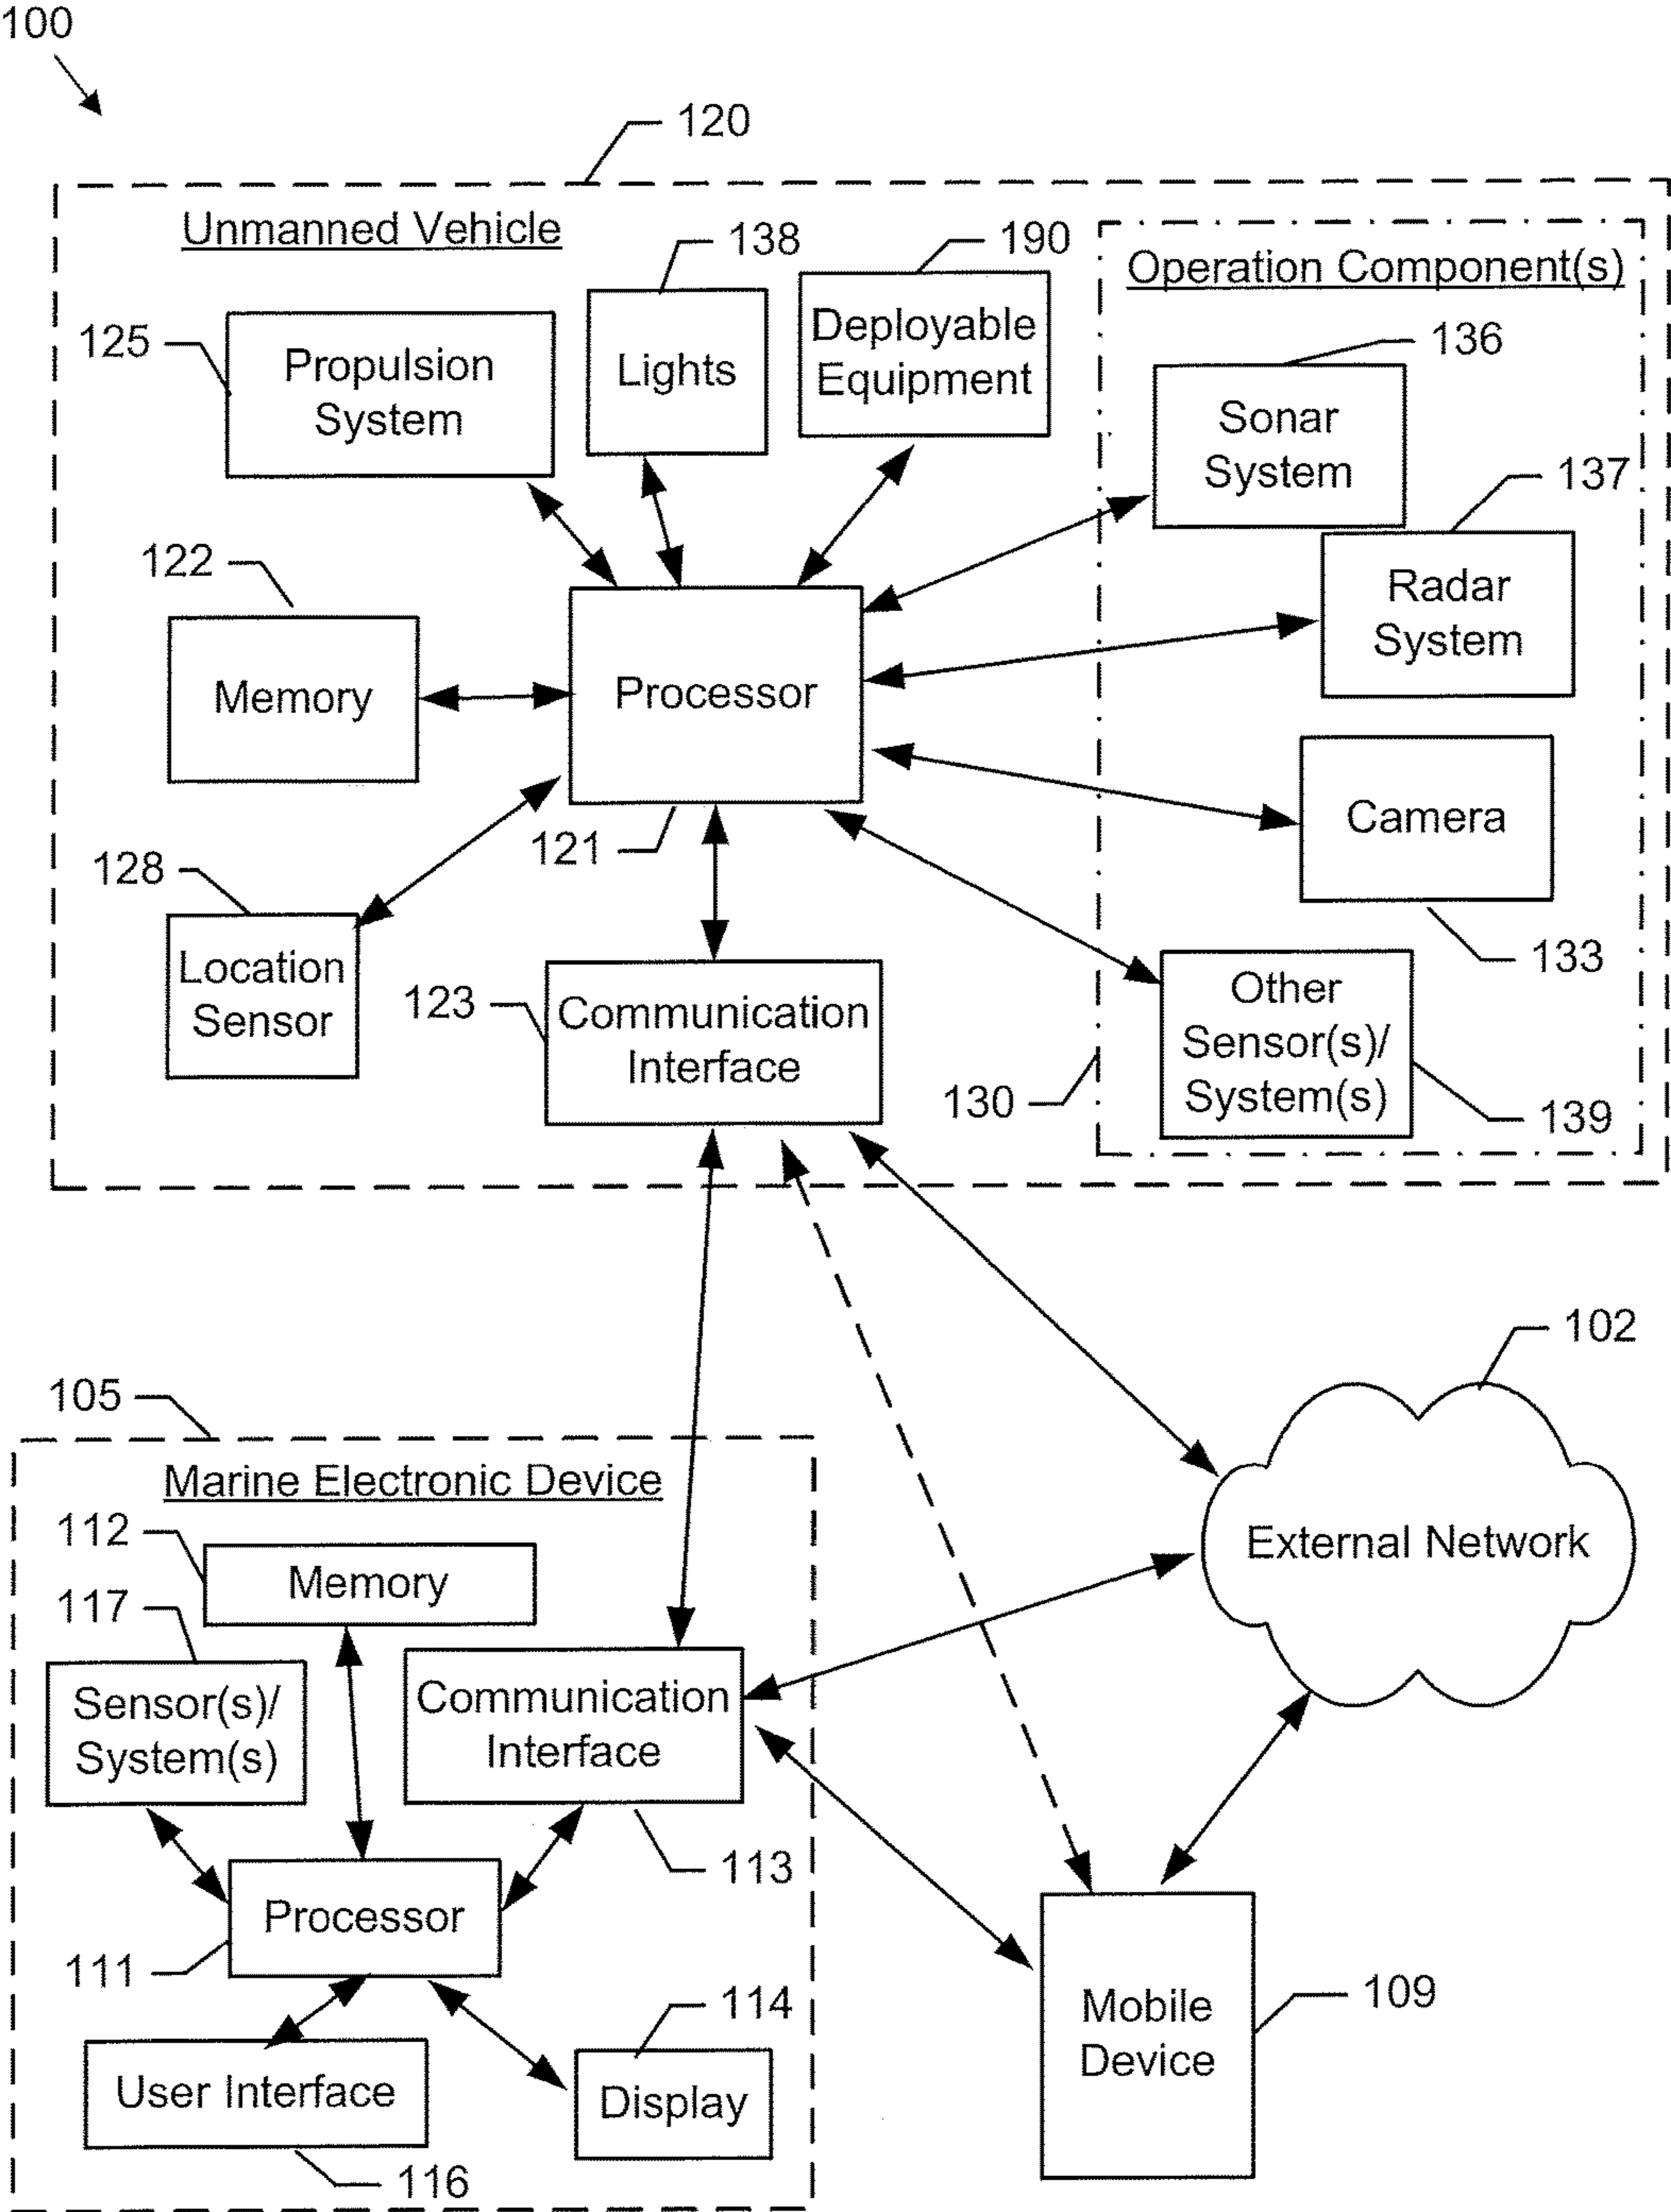 100
120
Unmanned Vehicle
138
190
Operation Component(s)
125
Propulsion
System
Lights
Deployable
Equipment
136
Sonar
System
137
122
Radar
System
Memory
Processor
Camera
121
128
133
Location
Sensor
123
Communication
Interface
Other
Sensor(s)/
System(s)
130
139
102
105
Marine Electronic Device
External Network
112
Memory
117
Sensor(s)/
System(s)
Communication
Interface
113
Processor
111
114
109
Mobile
Device
User Interface
Display
116